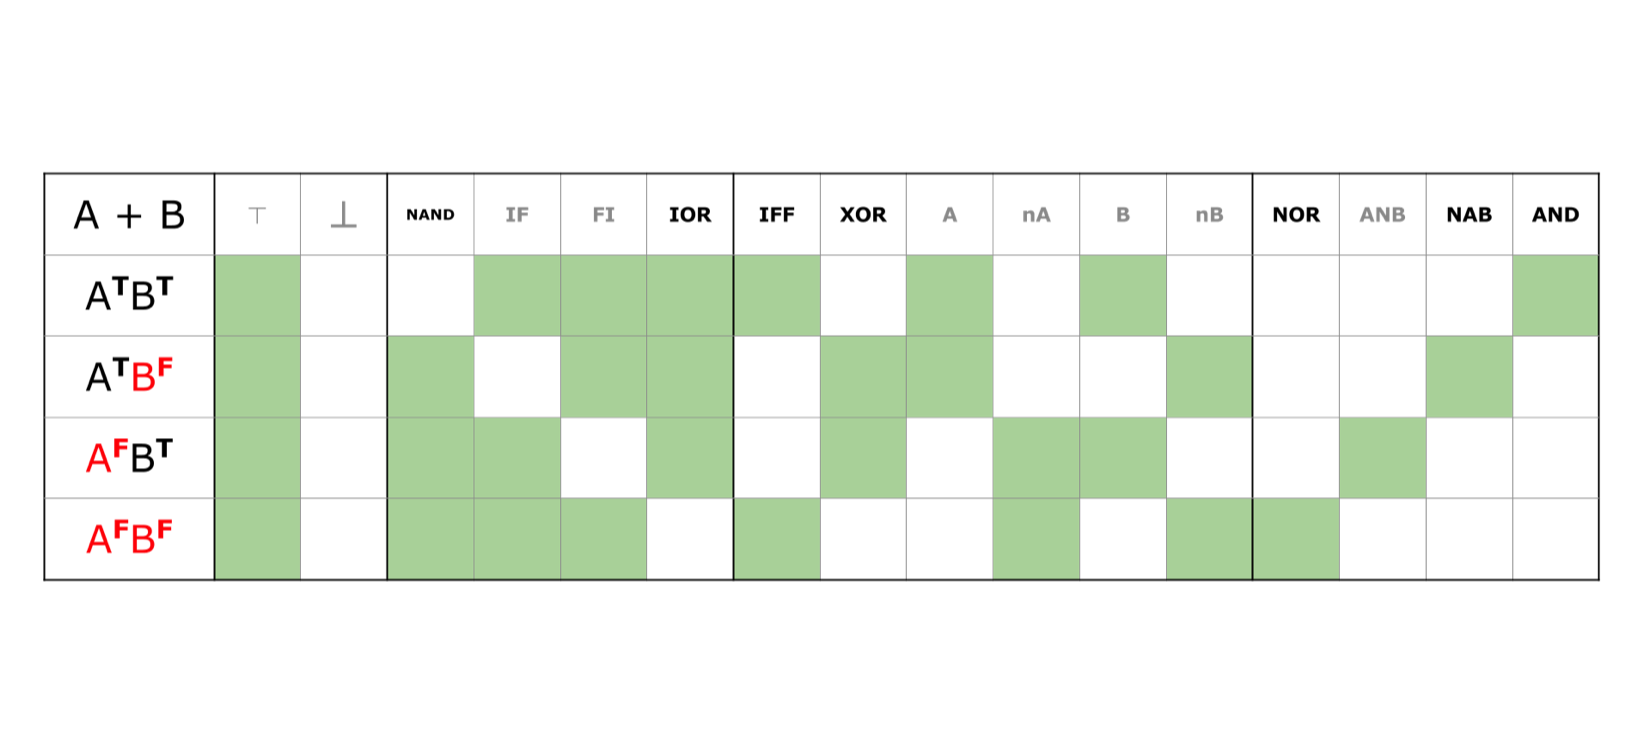 A + B ⊤ ⊥ NAND IF FI IOR IFF XOR A nA B nB NOR ANB NAB AND
AᵀBᵀ
AᵀBF
AFBᵀ
AFBF